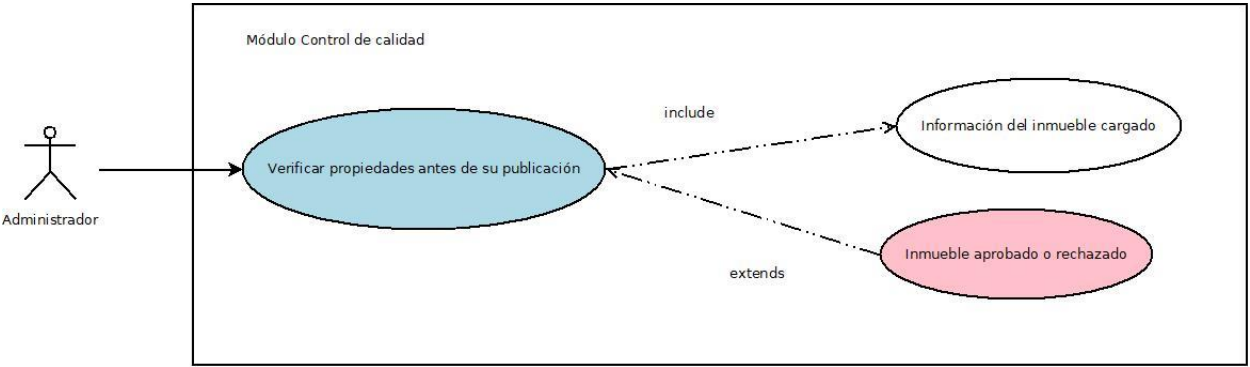 Módulo Control de calidad
include
Información del inmueble cargado
Verificar propiedades antes de su publicación
Administrador
Inmueble aprobado o rechazado
extends